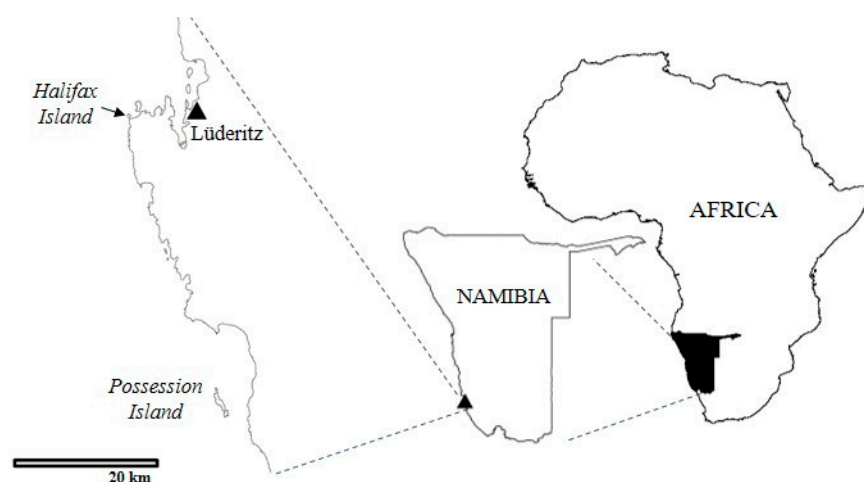 Halifax
Island
Lüderitz
Possession
Island
20 km
NAMIBIA
AFRICA